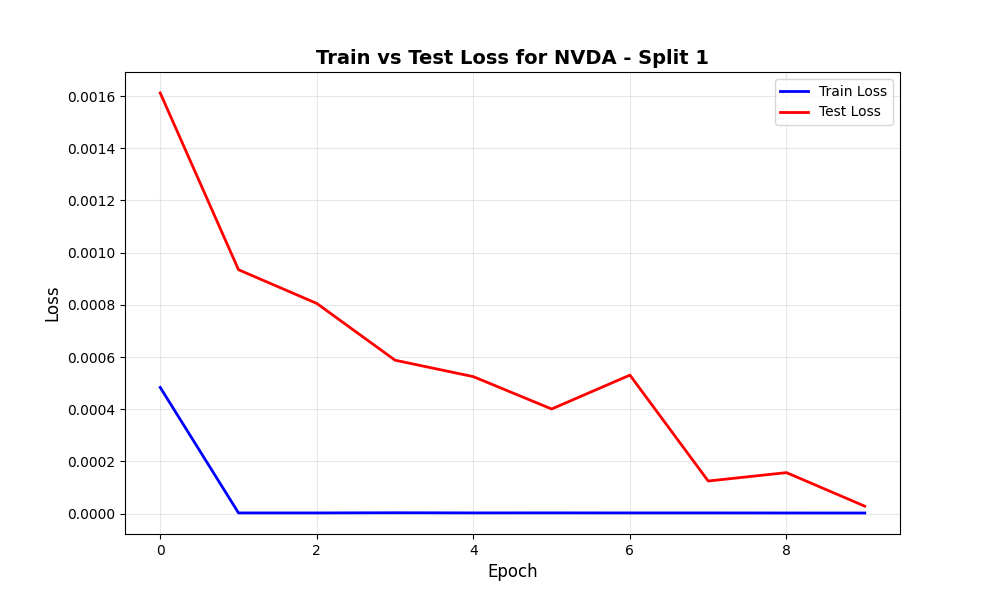 Train vs Test Loss for NVDA - Split 1
Train Loss
Test Loss
Loss
0.0016
0.0014
0.0012
0.0010
0.0008
0.0006
0.0004
0.0002
0.0000
0 2 4 6 8
Epoch